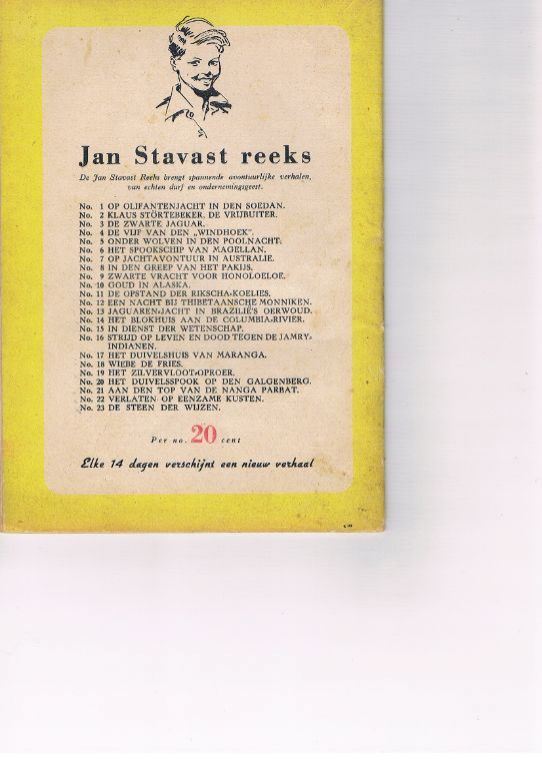 Jan Stavast reeks
De Jan Stavast Reeks brengt spannende avontuurlijke verhalen,
van echten durf en ondernemingsgeest.
No. 1 OP OLIFANTENJACHT IN DEN SOEDAN.
No. 2 KLAUS STÖRTEBEKER, DE VRIJBUITER.
No. 3 DE ZWARTE JAGUAR.
No. 4 DE VIJF VAN DEN „WINDHOEK".
No. 5 ONDER WOLVEN IN DEN POOLNACHT.
No. 6 HET SPOOKSCHIP VAN MAGELLAN.
No. 7 OP JACHTAVONTUUR IN AUSTRALIE.
No. 8 IN DEN GREEP VAN HET PAKIJS.
No. 9 ZWARTE VRACHT VOOR HONOLOELOE.
No. 10 GOUD IN ALASKA.
No. 11 DE OPSTAND DER RIKSCHA-KOELIES.
No. 12 EEN NACHT BIJ THIBETAANSCHE MONNIKEN.
No. 13 JAGUAREN-JACHT IN BRAZILIË'S OERWOUD.
No. 14 HET BLOKHUIS AAN DE COLUMBIA-RIVIER.
No. 15 IN DIENST DER WETENSCHAP.
No. 16 STRIJD OP LEVEN EN DOOD TEGEN DE JAMRY-
INDIANEN.
No. 17 HET DUIVELSHUIS VAN MARANGA.
No. 18 WIEBE DE FRIES.
No. 19 HET ZILVERVLOOT-OPROER.
No. 20 HET DUIVELSSPOOK OP DEN GALGENBERG.
No. 21 AAN DEN TOP VAN DE NANGA PARBAT.
No. 22 VERLATEN OP EENZAME KUSTEN.
No. 23 DE STEEN DER WIJZEN.
Per no. 20 cent
Elke 14 dagen verschijnt een nieuw verhaal